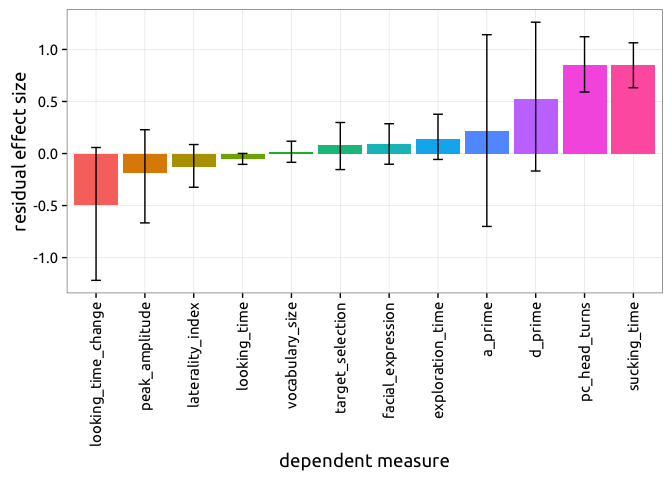 residual effect size
1.0
0.5
0.0
-0.5
-1.0
looking_time_change
peak_amplitude
laterality_index
looking_time
vocabulary_size
target_selection
facial_expression
exploration_time
a_prime
d_prime
pc_head_turns
sucking_time
dependent measure